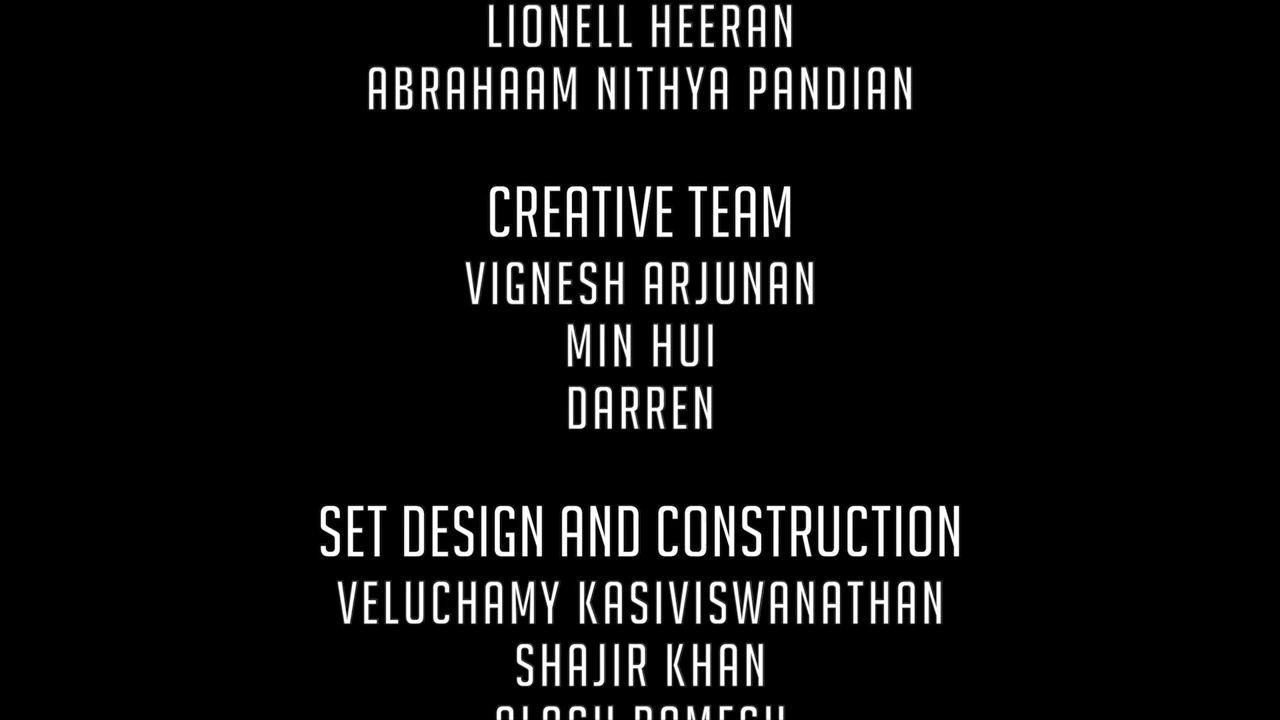 LIONELL HEERAN
ABRAHAAM NITHYA PANDIAN
CREATIVE TEAM
VIGNESH ARJUNAN
MIN HUI
DARREN
SET DESIGN AND CONSTRUCTION
VELUCHAMY KASIVISWANATHAN
SHAJIR KHAN